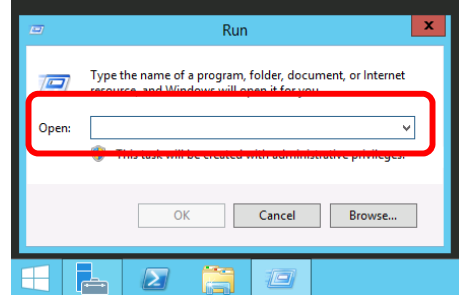 Run
x
Type the name of a program, folder, document, or Internet
resource, and Windows will open it for you.
Open:
This task will be created with administrative privileges.
OK
Cancel
Browse...